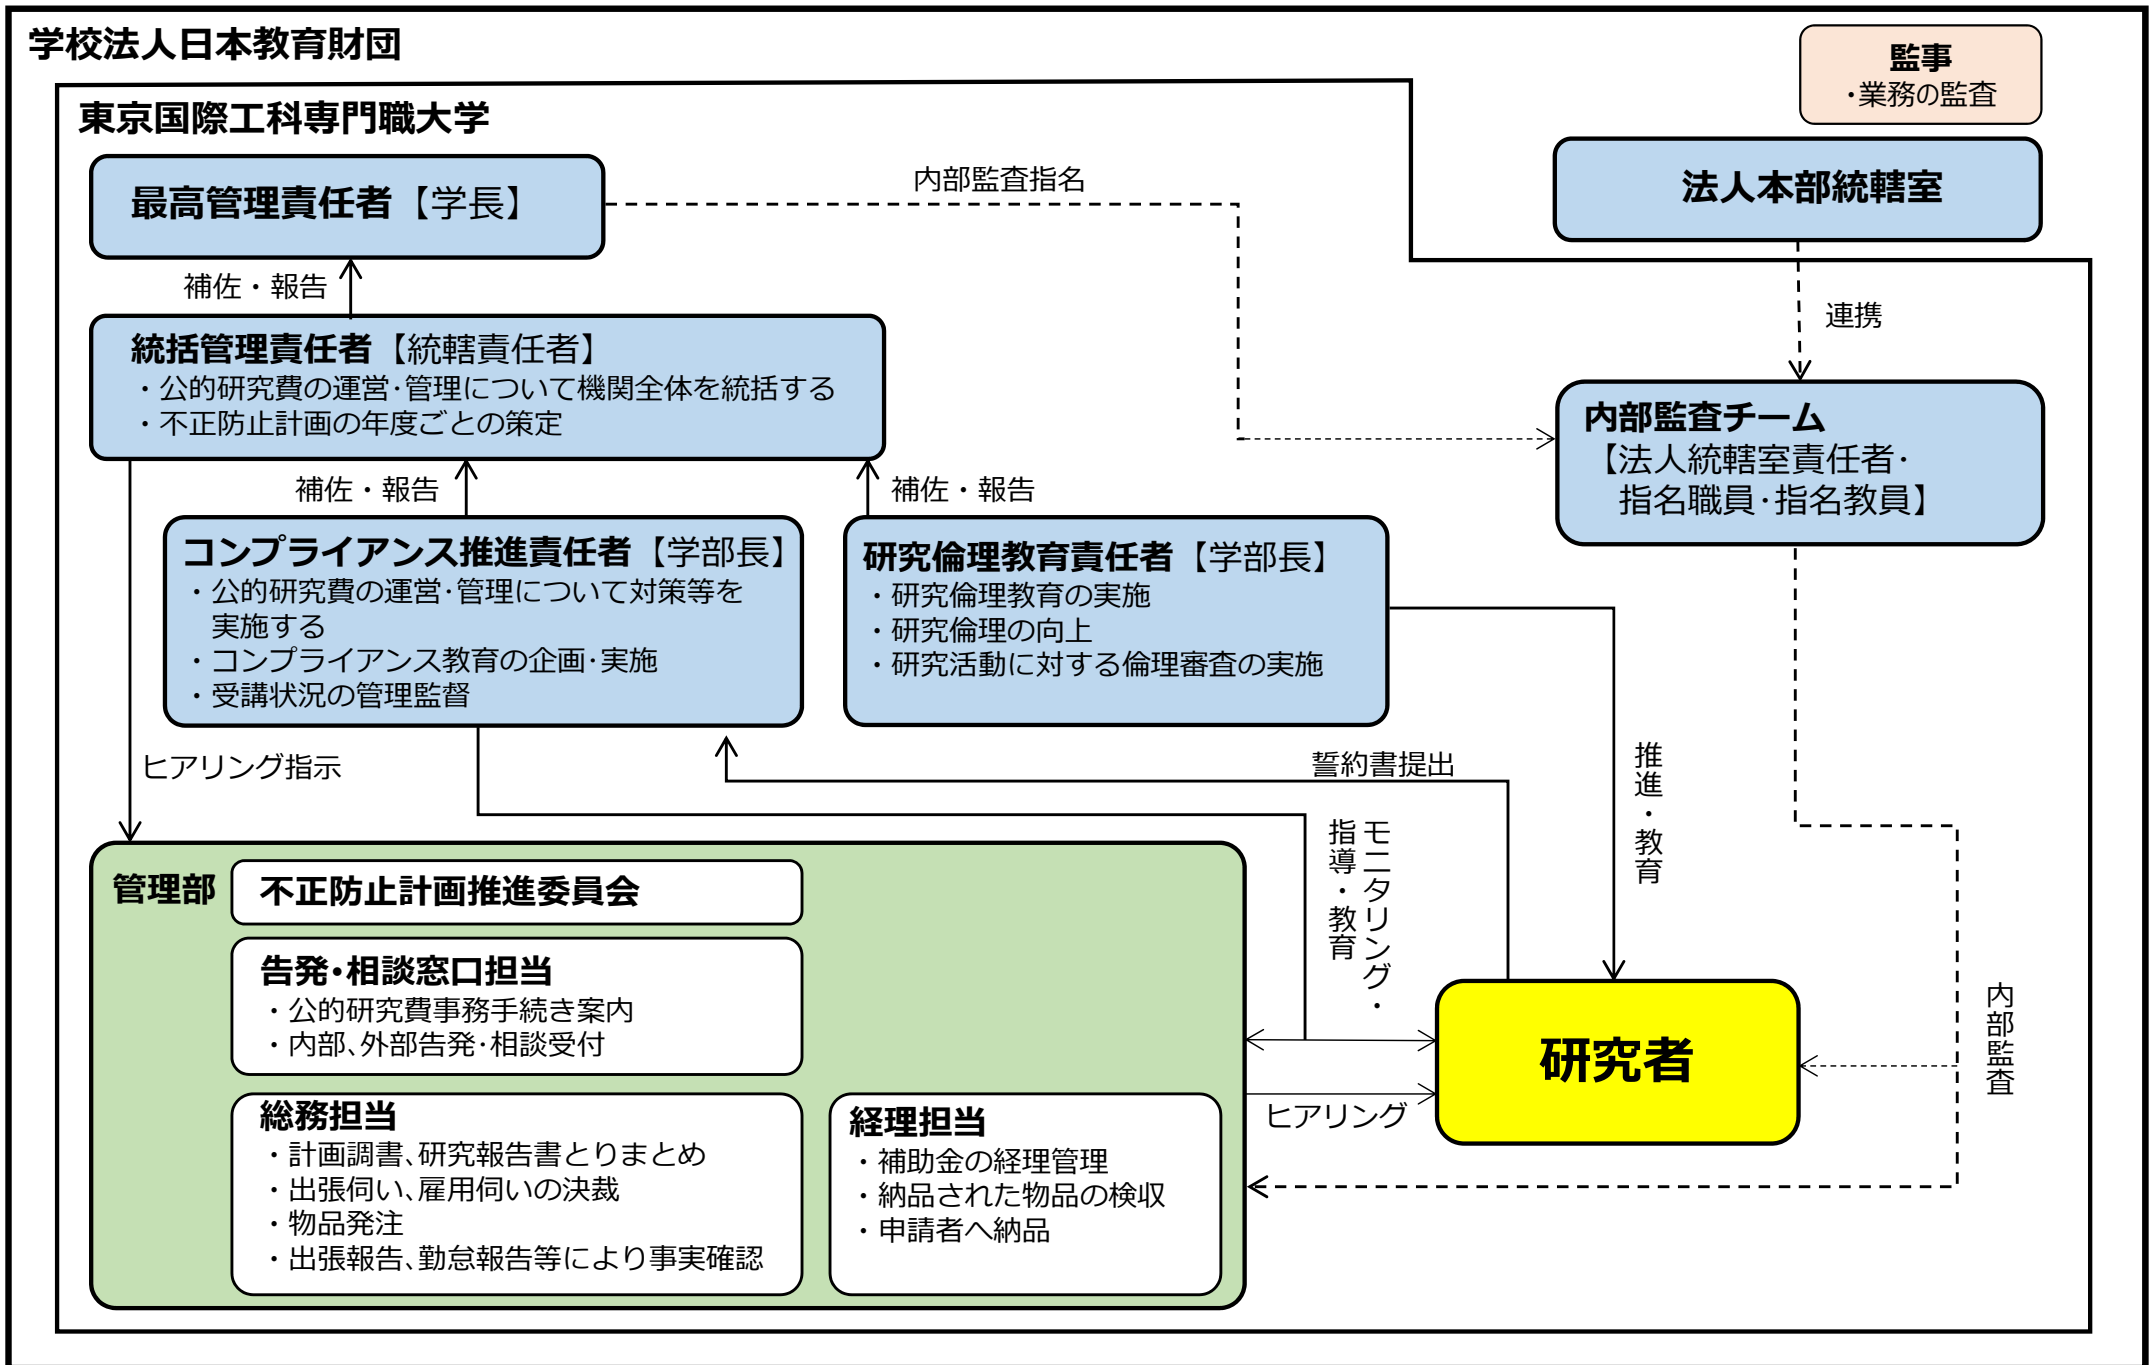 学校法人日本教育財団
監事
・業務の監査
東京国際工科専門職大学
最高管理責任者【学長】
内部監査指名
法人本部統轄室
補佐・報告
連携
統括管理責任者【統轄責任者】
・公的研究費の運営・管理について機関全体を統括する
・不正防止計画の年度ごとの策定
内部監査チーム
【法人統轄室責任者・
指名職員・指名教員】
補佐・報告
補佐・報告
コンプライアンス推進責任者【学部長】
・公的研究費の運営・管理について対策等を
実施する
・コンプライアンス教育の企画・実施
・受講状況の管理監督
研究倫理教育責任者【学部長】
・研究倫理教育の実施
・研究倫理の向上
・研究活動に対する倫理審査の実施
ヒアリング指示
誓約書提出
推進・教育
モニタリング・
指導・教育
管理部
不正防止計画推進委員会
告発・相談窓口担当
・公的研究費事務手続き案内
・内部、外部告発・相談受付
研究者
内部監査
ヒアリング
総務担当
・計画調書、研究報告書とりまとめ
・出張伺い、雇用伺いの決裁
・物品発注
・出張報告、勤怠報告等により事実確認
経理担当
・補助金の経理管理
・納品された物品の検収
・申請者へ納品